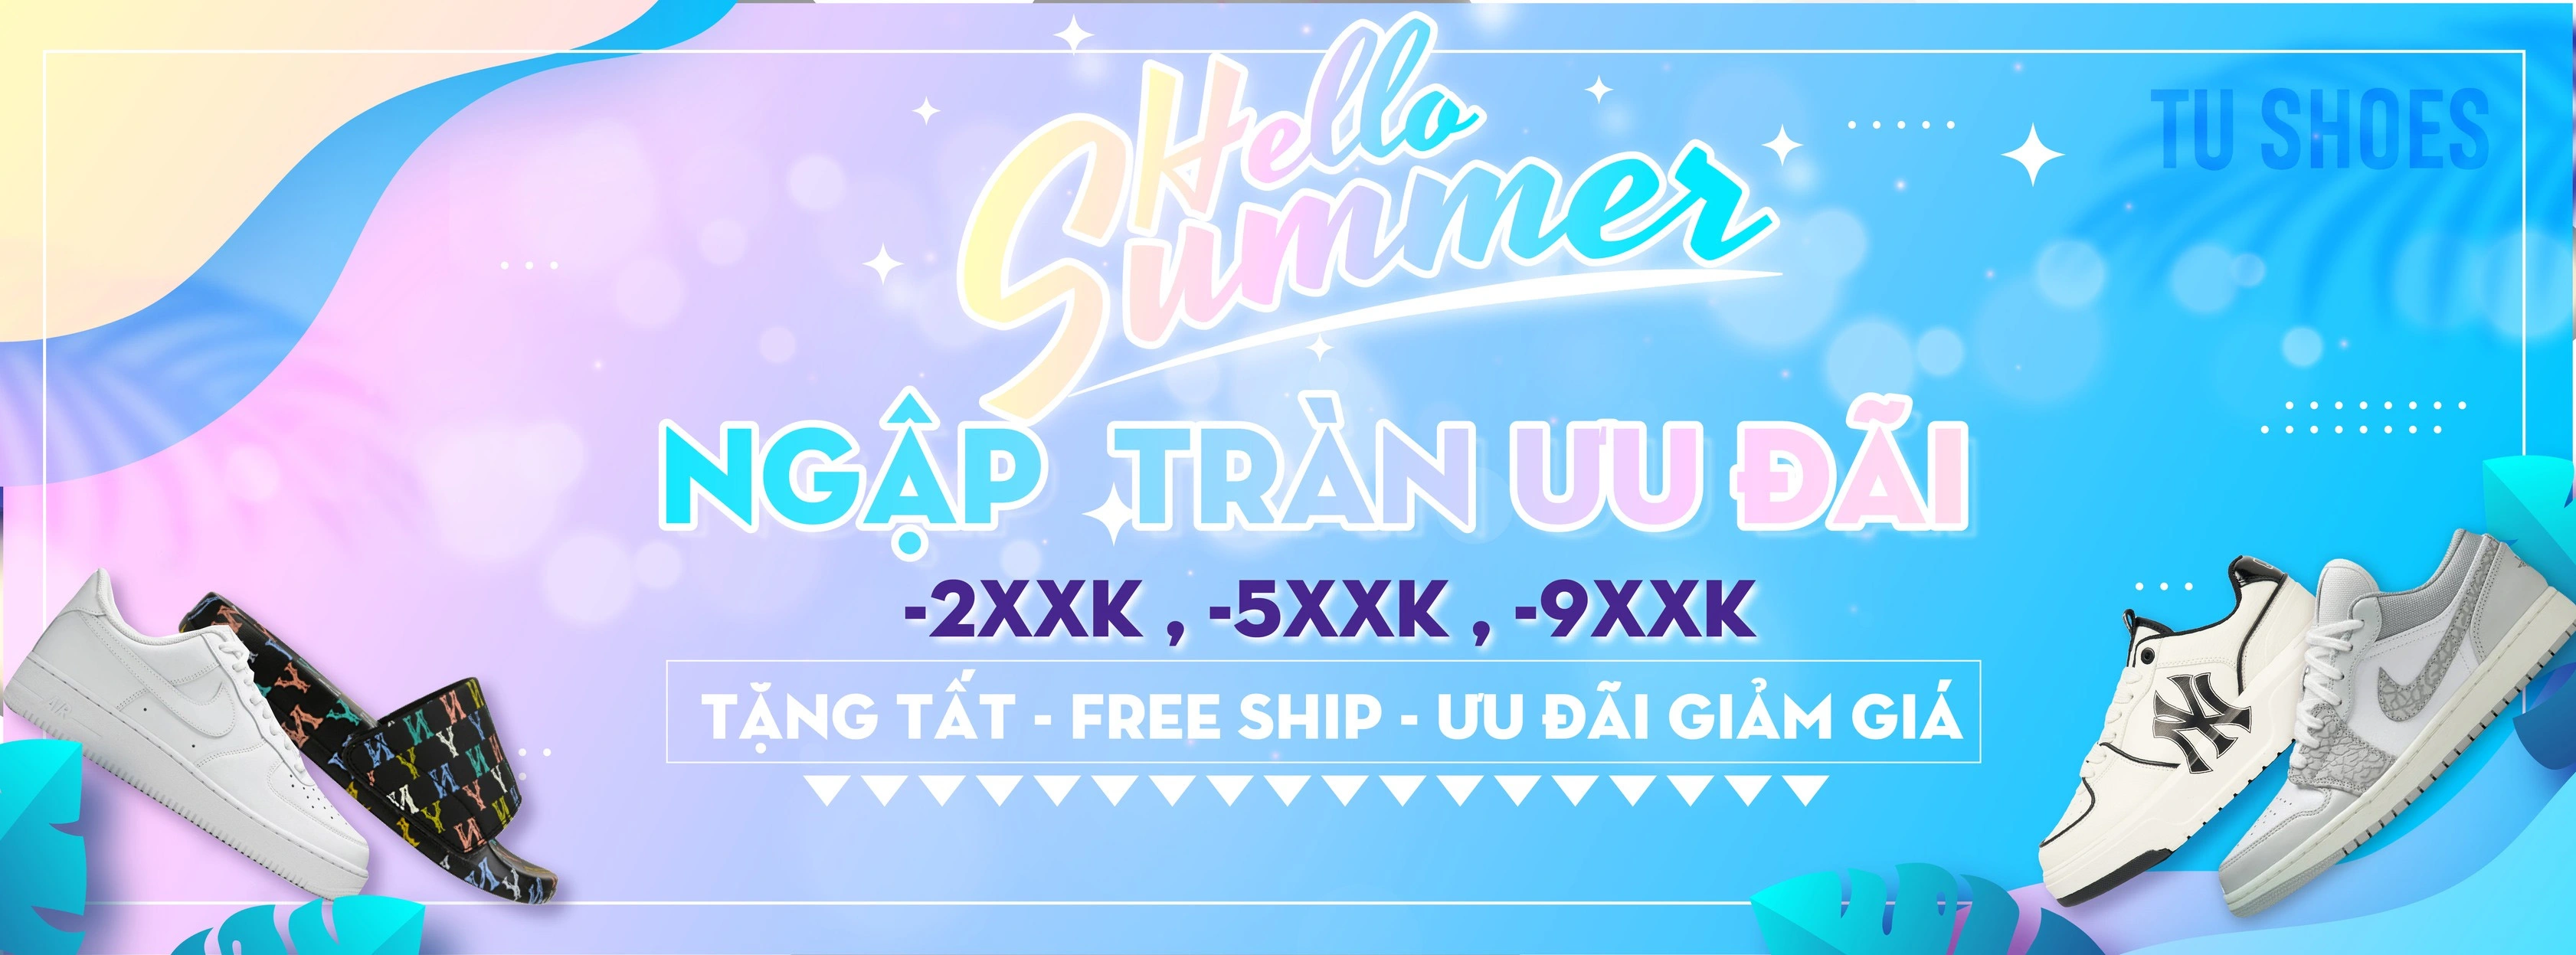 TU SHOES
Hello
Summer
NGẬP TRÀN ƯU ĐÃI
-2XXK , -5XXK , -9XXK
TẶNG TẤT - FREE SHIP - ƯU ĐÃI GIẢM GIÁ